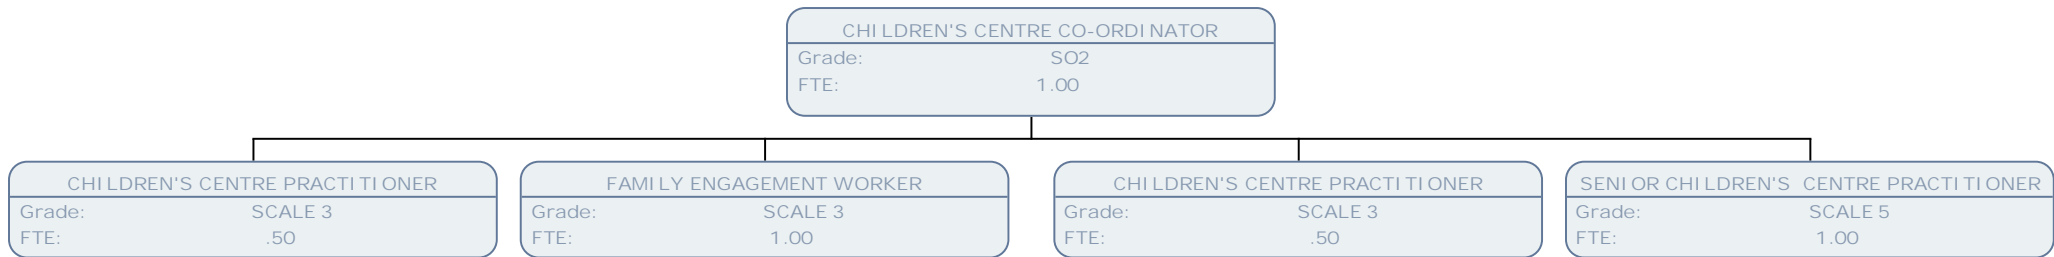 CHILDREN'S CENTRE CO-ORDINATOR
Grade: SO2
FTE: 1.00
CHILDREN'S CENTRE PRACTITIONER
Grade: SCALE 3
FTE: .50
FAMILY ENGAGEMENT WORKER
Grade: SCALE 3
FTE: 1.00
CHILDREN'S CENTRE PRACTITIONER
Grade: SCALE 3
FTE: .50
SENIOR CHILDREN'S CENTRE PRACTITIONER
Grade: SCALE 5
FTE: 1.00